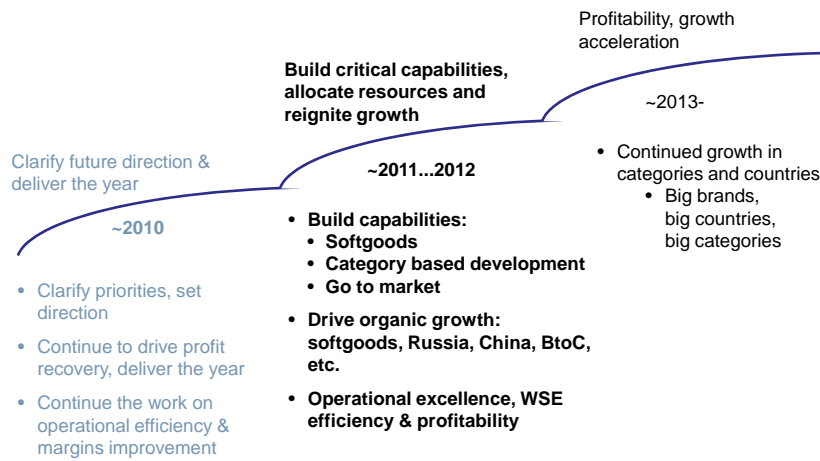 Clarify future direction &
deliver the year
~2010
• Clarify priorities, set
direction
• Continue to drive profit
recovery, deliver the year
• Continue the work on
operational efficiency &
margins improvement
Build critical capabilities,
allocate resources and
reignite growth
~2011...2012
• Build capabilities:
• Softgoods
• Category based development
• Go to market
• Drive organic growth:
softgoods, Russia, China, BtoC,
etc.
• Operational excellence, WSE
efficiency & profitability
Profitability, growth
acceleration
~2013-
• Continued growth in
categories and countries
• Big brands,
big countries,
big categories